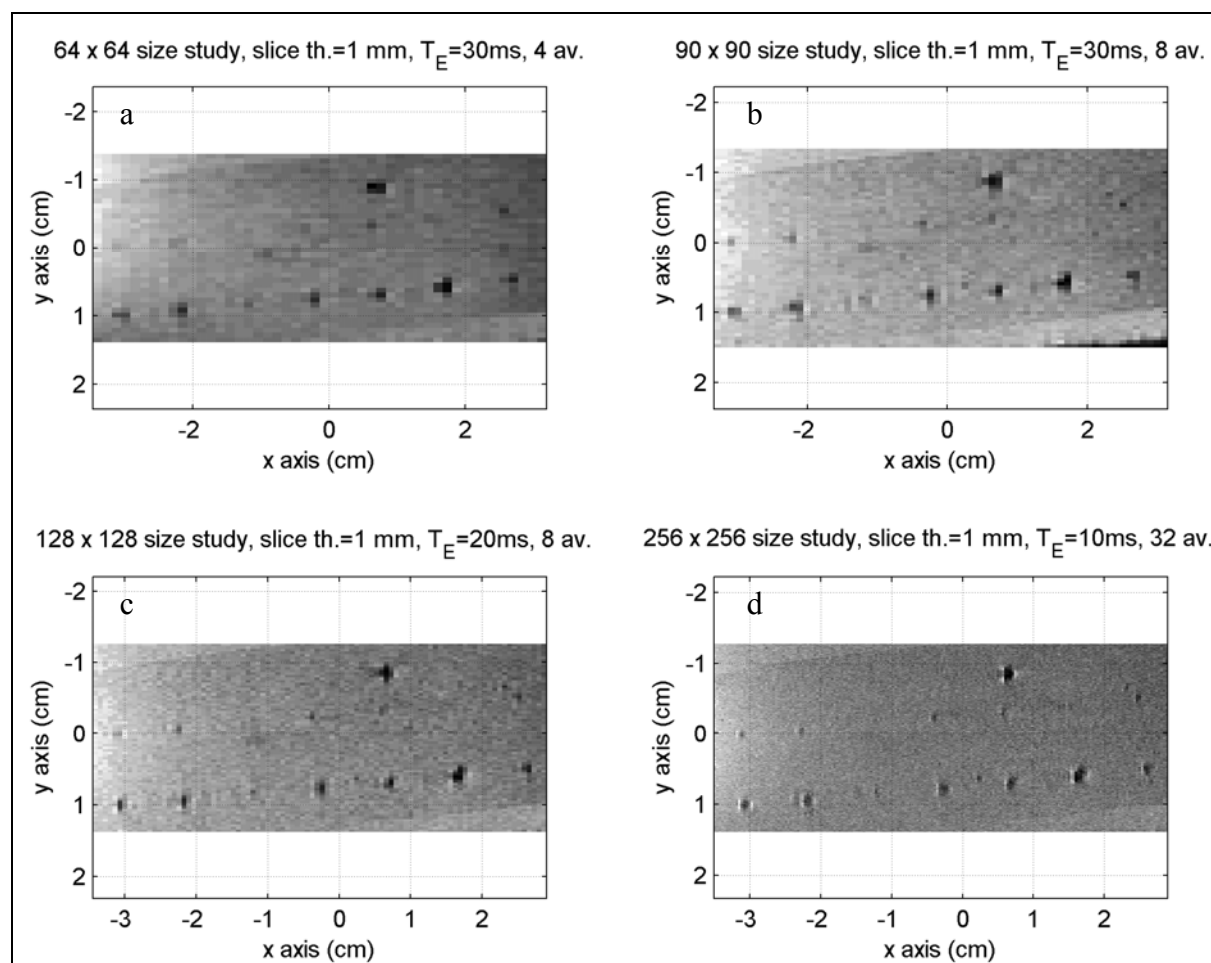 64 x 64 size study, slice th.=1 mm, T_E=30ms, 4 av.
a
-2
-1
0
1
2
y axis (cm)
-2
0
2
x axis (cm)
90 x 90 size study, slice th.=1 mm, T_E=30ms, 8 av.
b
-2
-1
0
1
2
y axis (cm)
-2
0
2
x axis (cm)
128 x 128 size study, slice th.=1 mm, T_E=20ms, 8 av.
c
-2
-1
0
1
2
y axis (cm)
-3
-2
-1
0
1
2
x axis (cm)
256 x 256 size study, slice th.=1 mm, T_E=10ms, 32 av.
d
-2
-1
0
1
2
y axis (cm)
-3
-2
-1
0
1
2
x axis (cm)